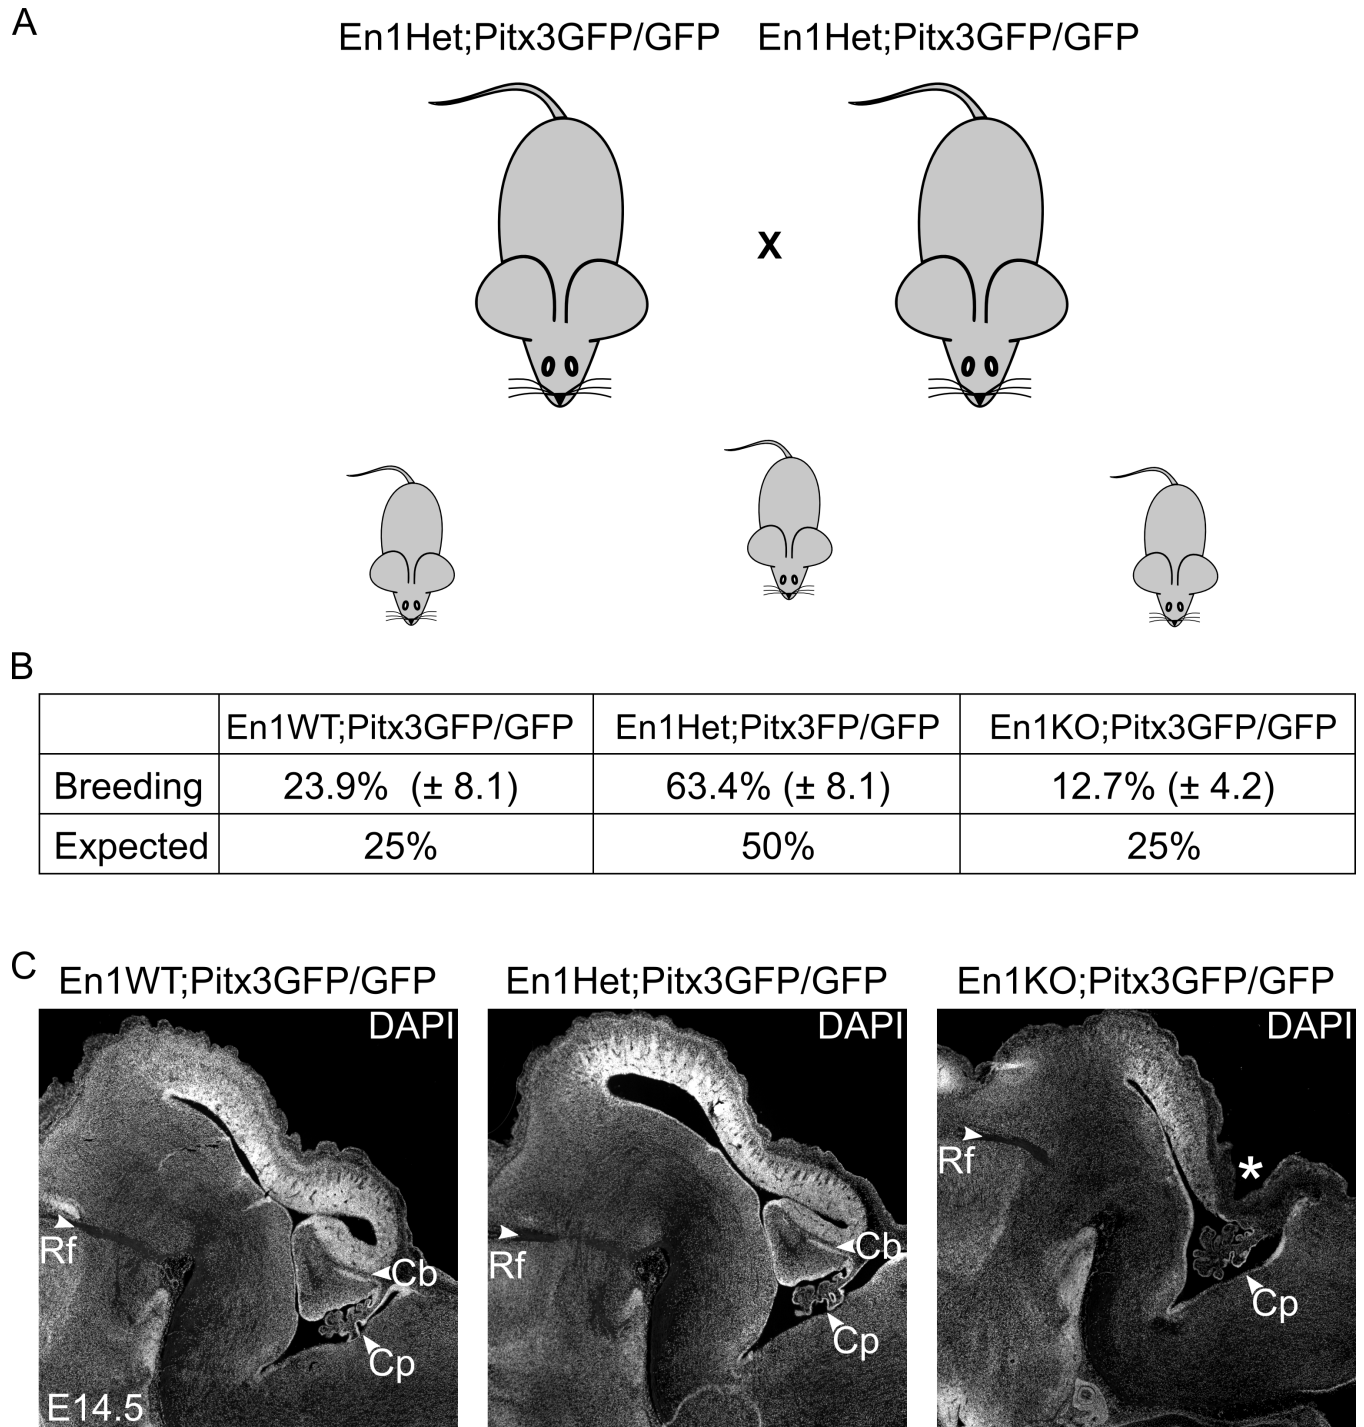 A
En1Het;Pitx3GFP/GFP En1Het;Pitx3GFP/GFP
X
B
En1WT;Pitx3GFP/GFP En1Het;Pitx3FP/GFP En1KO;Pitx3GFP/GFP
Breeding 23.9% (± 8.1) 63.4% (± 8.1) 12.7% (± 4.2)
Expected 25% 50% 25%
C
En1WT;Pitx3GFP/GFP En1Het;Pitx3GFP/GFP En1KO;Pitx3GFP/GFP
DAPI DAPI DAPI
Rf Cb Rf Cb Rf *
Cp Cp Cp
E14.5